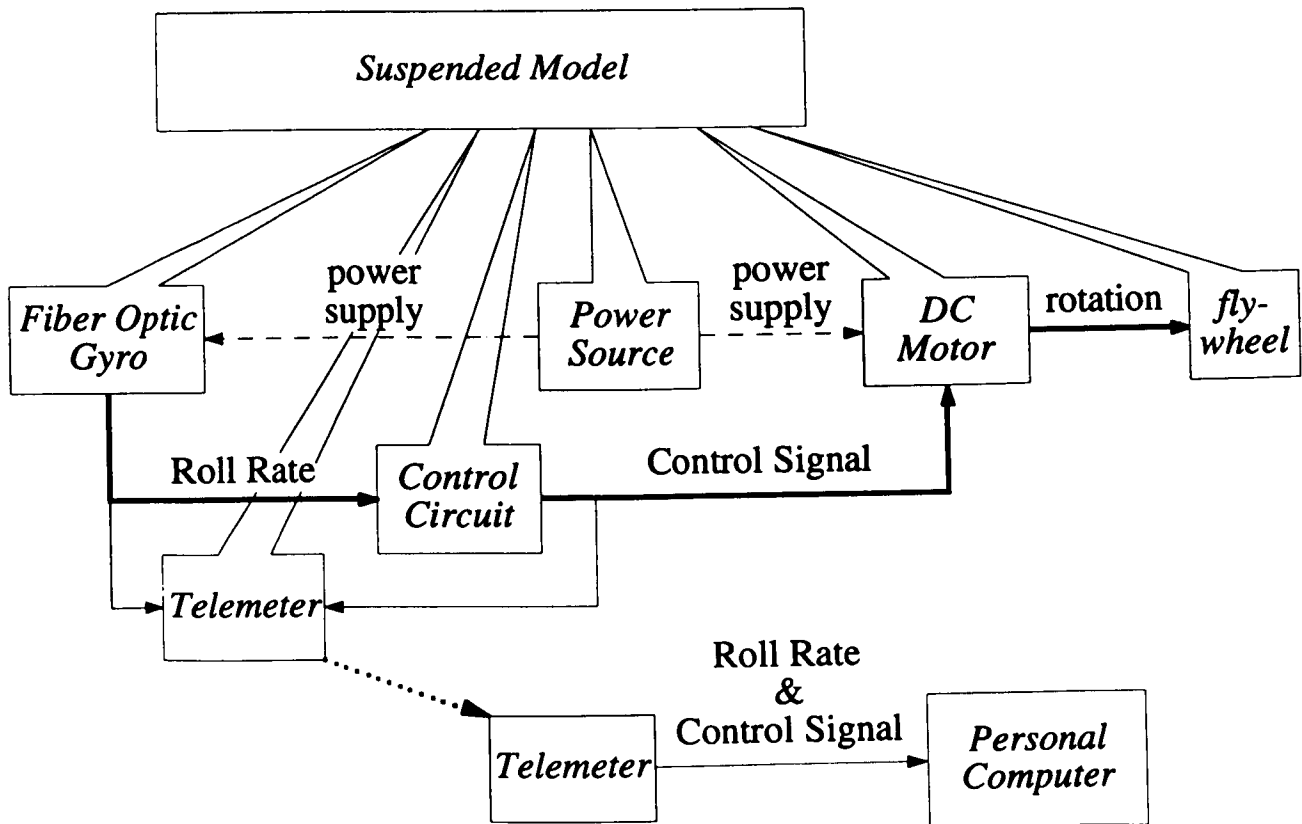 Suspended Model
power
supply
power
supply
Fiber Optic
Gyro
Power
Source
DC
Motor
rotation
fly-
wheel
Roll Rate
Control
Circuit
Control Signal
Telemeter
Roll Rate
&
Control Signal
Telemeter
Personal
Computer